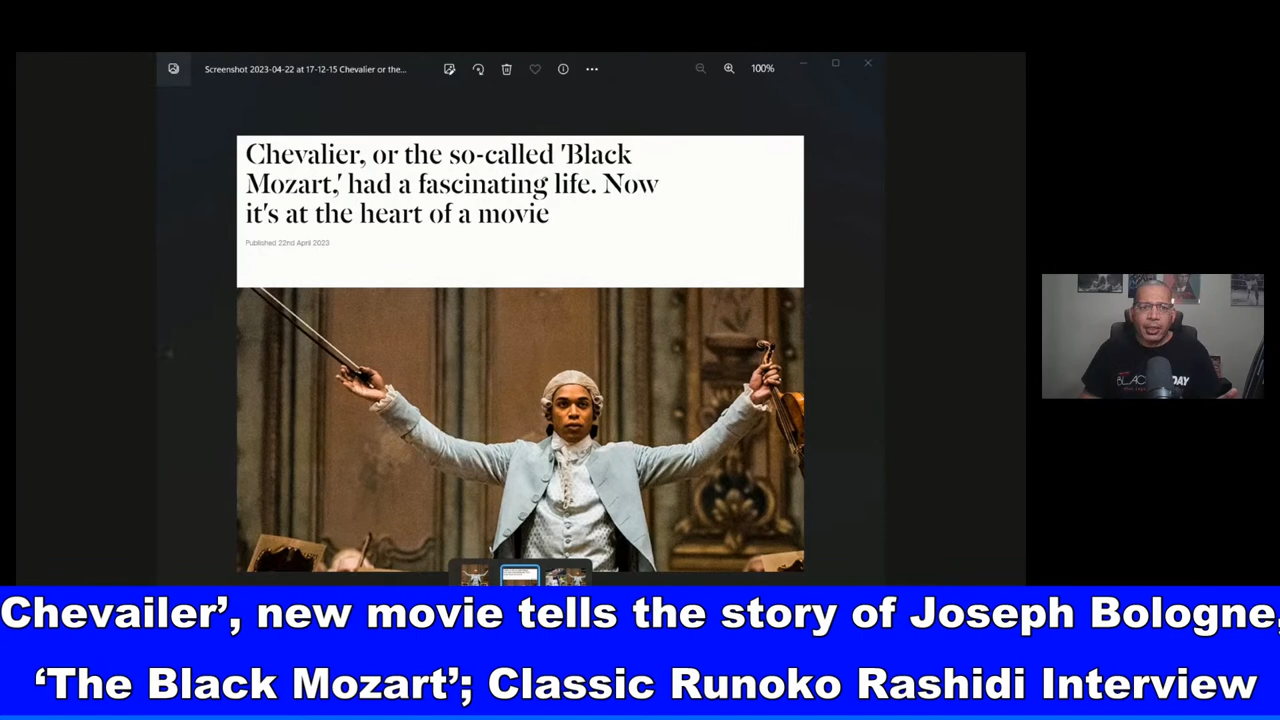 Screenshot 2023-04-22 at 17-12-15 Chevalier or the...
100%
Chevalier, or the so-called 'Black
Mozart,' had a fascinating life. Now
it's at the heart of a movie
Published 22nd April 2023
DAY
Chevailer’, new movie tells the story of Joseph Bologne,
‘The Black Mozart’; Classic Runoko Rashidi Interview